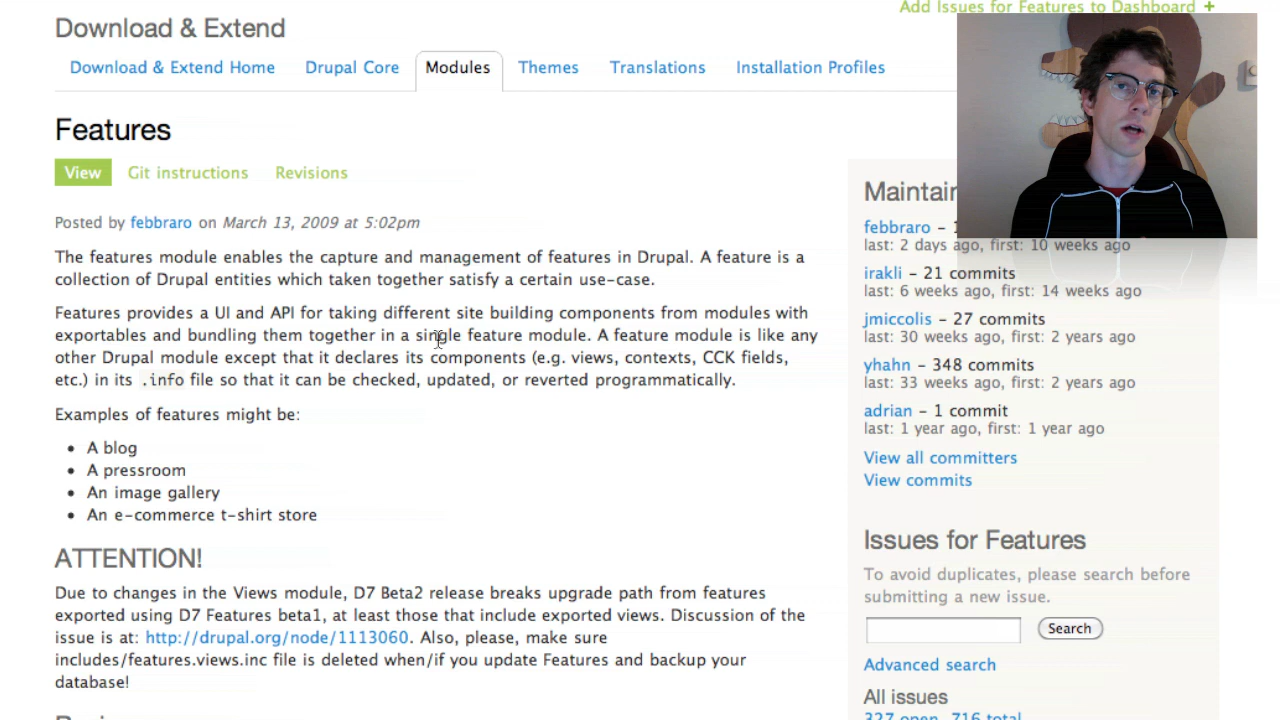 Add Issues for Features to Dashboard +
Download & Extend
Download & Extend Home Drupal Core Modules Themes Translations Installation Profiles
Features
View Git instructions Revisions
Posted by febbraro on March 13, 2009 at 5:02pm
The features module enables the capture and management of features in Drupal. A feature is a
collection of Drupal entities which taken together satisfy a certain use-case.
Features provides a UI and API for taking different site building components from modules with
exportables and bundling them together in a single feature module. A feature module is like any
other Drupal module except that it declares its components (e.g. views, contexts, CCK fields,
etc.) in its .info file so that it can be checked, updated, or reverted programmatically.
Examples of features might be:
• A blog
• A pressroom
• An image gallery
• An e-commerce t-shirt store
ATTENTION!
Due to changes in the Views module, D7 Beta2 release breaks upgrade path from features
exported using D7 Features beta1, at least those that include exported views. Discussion of the
issue is at: http://drupal.org/node/1113060. Also, please, make sure
includes/features.views.inc file is deleted when/if you update Features and backup your
database!
febbraro –
last: 2 days ago, first: 10 weeks ago
irakli – 21 commits
last: 6 weeks ago, first: 14 weeks ago
jmiccolis – 27 commits
last: 30 weeks ago, first: 2 years ago
yhahn – 348 commits
last: 33 weeks ago, first: 2 years ago
adrian – 1 commit
last: 1 year ago, first: 1 year ago
View all committers
View commits
Issues for Features
To avoid duplicates, please search before
submitting a new issue.
Search
Advanced search
All issues
327 open, 716 total